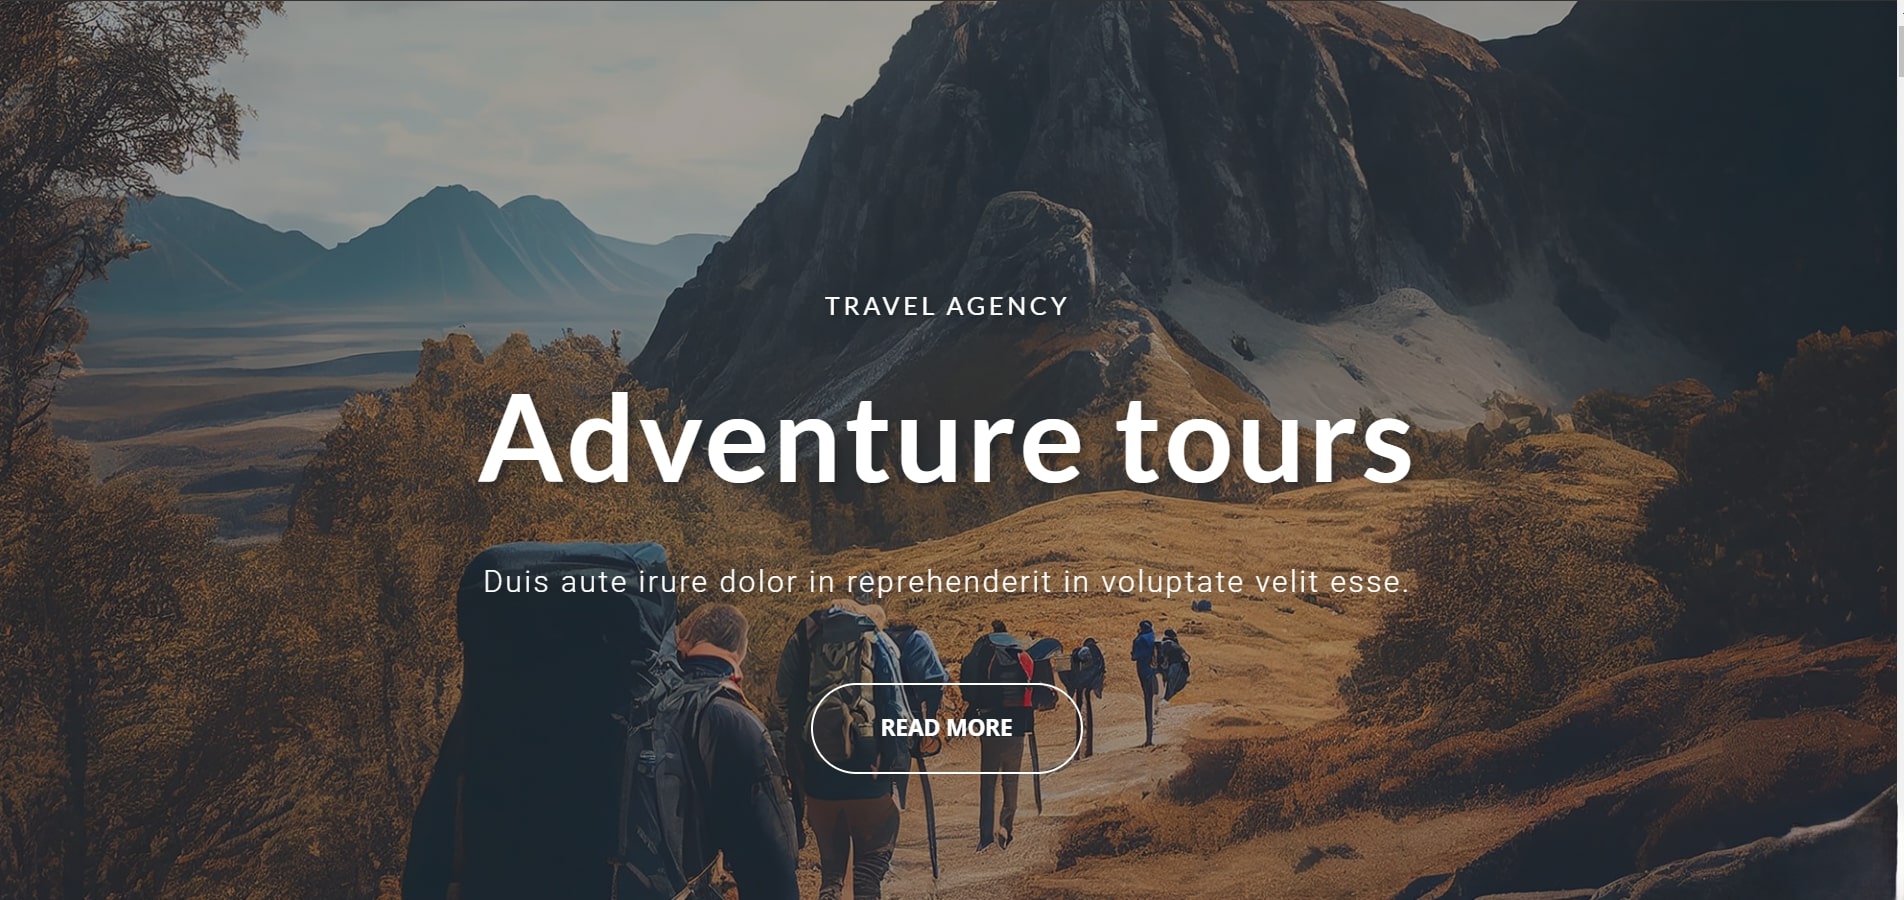 TRAVEL AGENCY
Adventure tours
Duis aute irure dolor in reprehenderit in voluptate velit esse.
READ MORE